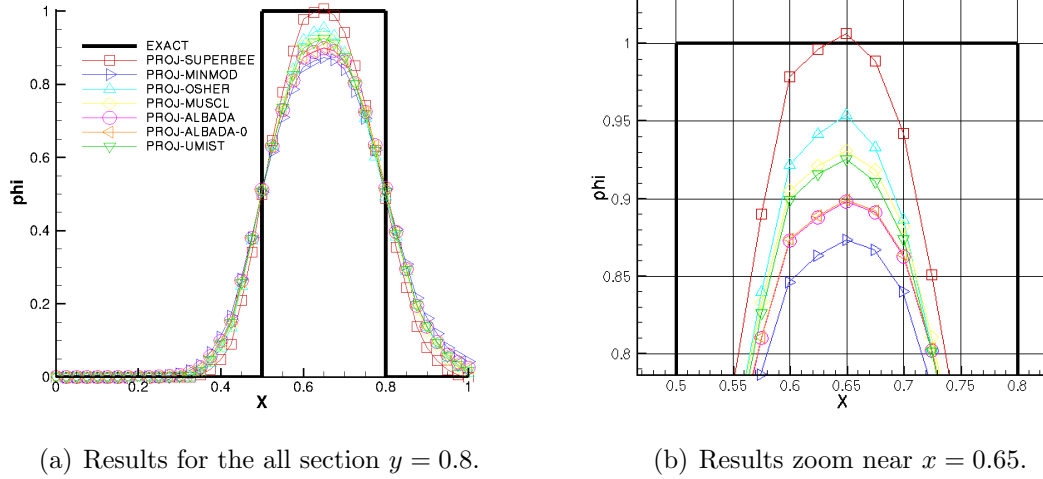 1
0.8
0.6
0.4
0.2
0
phi
EXACT
PROJ-SUPERBEE
PROJ-MINMOD
PROJ-OSHER
PROJ-MUSCL
PROJ-ALBADA
PROJ-ALBADA-0
PROJ-UMIST
0 0.2 0.4 0.6 0.8 1
X
(a) Results for the all section y = 0.8.
1
0.95
0.9
0.85
0.8
phi
0.5 0.55 0.6 0.65 0.7 0.75 0.8
X
(b) Results zoom near x = 0.65.